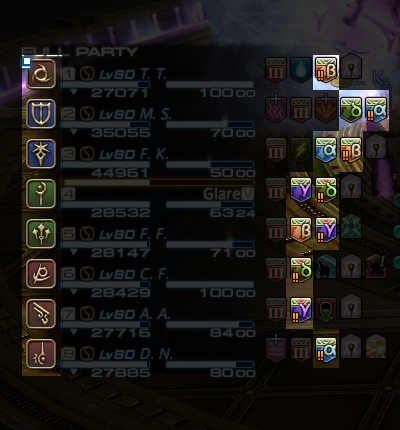 FULL PARTY
1 S Lv80 T. T.
27071 10000
2 S Lv80 M. S.
35055 7000
3 S Lv80 F. K.
44961 5000
4 Glare
28532 6324
5 S Lv80 F. F.
28147 7100
6 S Lv80 C. F.
28429 10000
7 S Lv80 A. A.
27716 8400
8 S Lv80 D. N.
27885 8000